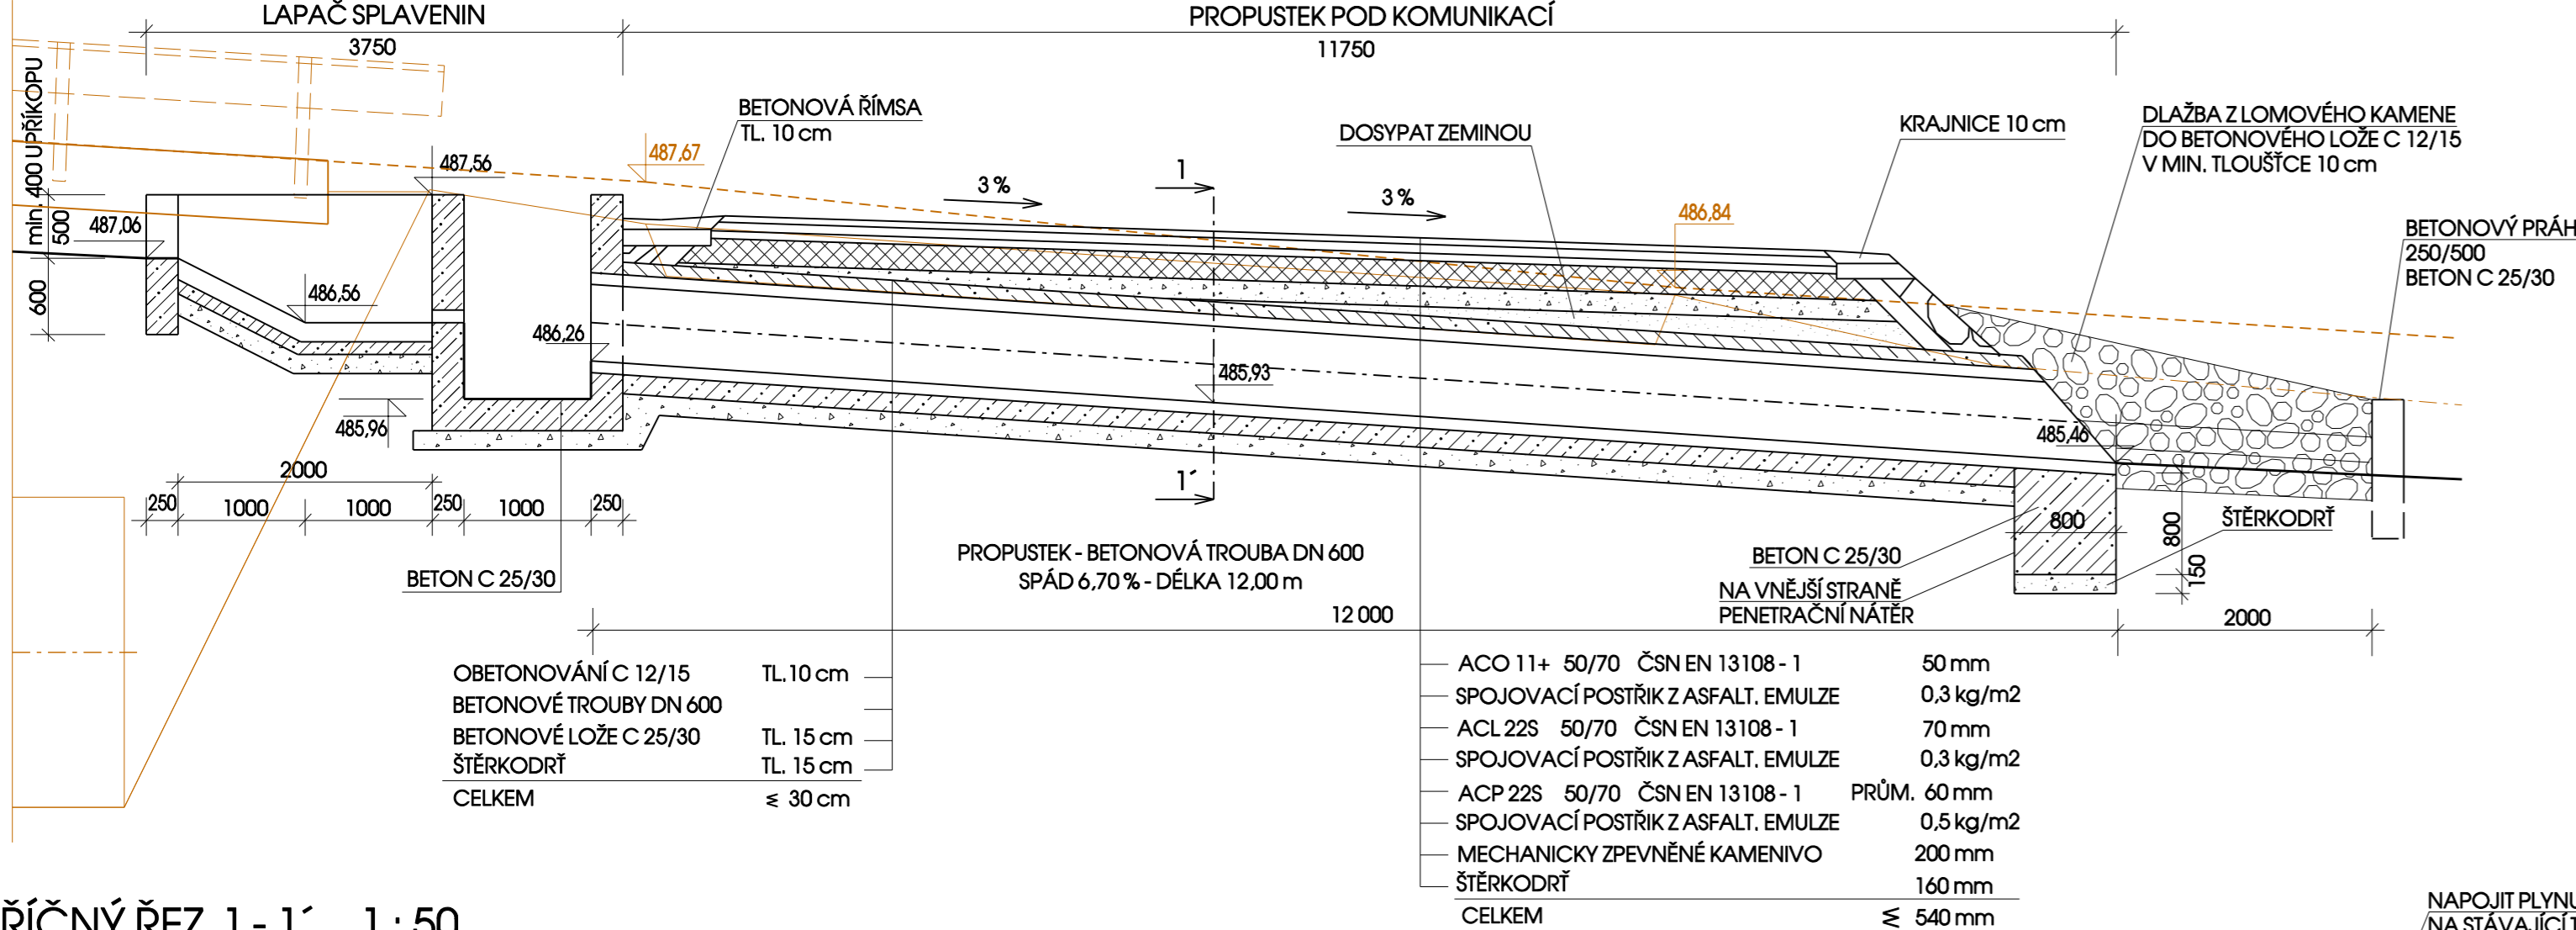 LAPAČ SPLAVENIN
PROPUSTEK POD KOMUNIKACÍ
3750
11750
min. 400 U PŘÍKOPU
500
600
487,06
487,56
486,56
BETONOVÁ ŘÍMSA
TL. 10 cm
487,67
3 %
1
3 %
DOSYPAT ZEMINOU
486,84
KRAJNICE 10 cm
DLAŽBA Z LOMOVÉHO KAMENE
DO BETONOVÉHO LOŽE C 12/15
V MIN. TLOUŠŤCE 10 cm
BETONOVÝ PRÁH
250/500
BETON C 25/30
486,26
485,93
485,96
485,46
2000
250
1000
1000
250
1000
250
1´
800
800
150
ŠTĚRKODRŤ
BETON C 25/30
PROPUSTEK - BETONOVÁ TROUBA DN 600
SPÁD 6,70 % - DÉLKA 12,00 m
BETON C 25/30
NA VNĚJŠÍ STRANĚ
PENETRAČNÍ NÁTĚR
12 000
2000
OBETONOVÁNÍ C 12/15 TL.10 cm
BETONOVÉ TROUBY DN 600
BETONOVÉ LOŽE C 25/30 TL. 15 cm
ŠTĚRKODRŤ TL. 15 cm
CELKEM ≤ 30 cm
ACO 11+ 50/70 ČSN EN 13108 - 1 50 mm
SPOJOVACÍ POSTŘIK Z ASFALT. EMULZE 0,3 kg/m2
ACL 22S 50/70 ČSN EN 13108 - 1 70 mm
SPOJOVACÍ POSTŘIK Z ASFALT. EMULZE 0,3 kg/m2
ACP 22S 50/70 ČSN EN 13108 - 1 PRŮM. 60 mm
SPOJOVACÍ POSTŘIK Z ASFALT. EMULZE 0,5 kg/m2
MECHANICKY ZPEVNĚNÉ KAMENIVO 200 mm
ŠTĚRKODRŤ 160 mm
CELKEM ≤ 540 mm
ŘÍČNÝ ŘEZ 1 - 1´ 1 : 50
NAPOJIT PLYNU
NA STÁVAJÍCÍ